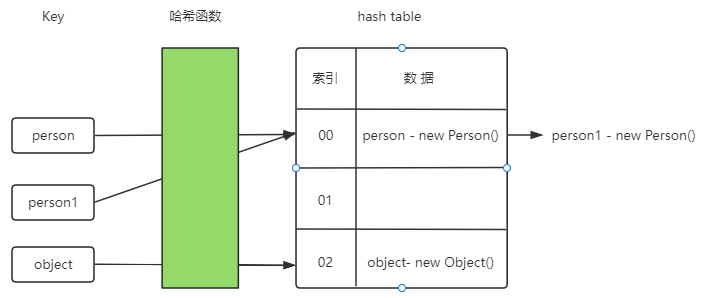 Key
哈希函数
hash table
索引
数 据
person
00
person - new Person()
person1 - new Person()
person1
01
object
02
object- new Object()